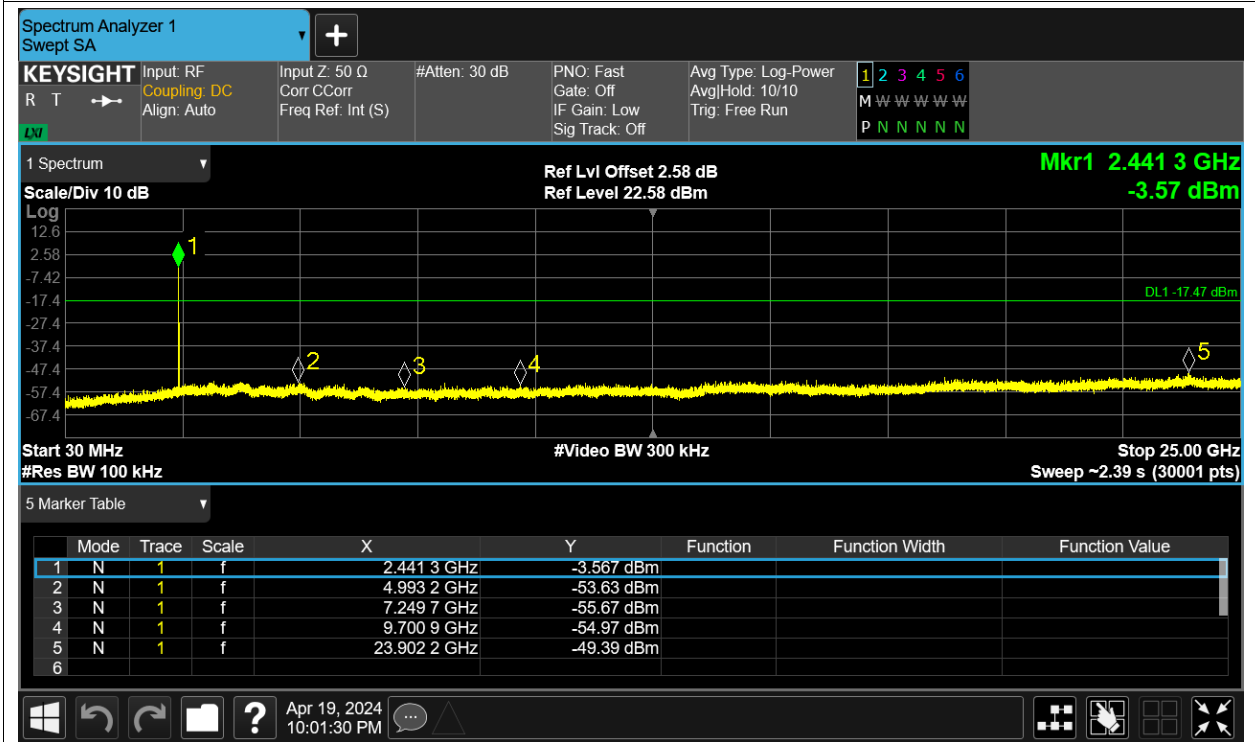 Spectrum Analyzer 1
Swept SA
+
KEYSIGHT Input: RF Input Z: 50 Ω #Atten: 30 dB PNO: Fast Avg Type: Log-Power 1 2 3 4 5 6
R T Coupling: DC Corr CCorr Gate: Off Avg|Hold: 10/10 M W W W W W
Align: Auto Freq Ref: Int (S) IF Gain: Low Trig: Free Run
LXI Sig Track: Off P N N N N N
1 Spectrum Ref Lvl Offset 2.58 dB Mkr1 2.441 3 GHz
Scale/Div 10 dB Ref Level 22.58 dBm -3.57 dBm
Log
12.6
1
2.58
-7.42
DL1 -17.47 dBm
-17.4
-27.4
-37.4
2 3 4 5
-47.4
-57.4
-67.4
Start 30 MHz #Video BW 300 kHz Stop 25.00 GHz
#Res BW 100 kHz Sweep ~2.39 s (30001 pts)
5 Marker Table
Mode Trace Scale X Y Function Function Width Function Value
1 N 1 f 2.441 3 GHz -3.567 dBm
2 N 1 f 4.993 2 GHz -53.63 dBm
3 N 1 f 7.249 7 GHz -55.67 dBm
4 N 1 f 9.700 9 GHz -54.97 dBm
5 N 1 f 23.902 2 GHz -49.39 dBm
6
? Apr 19, 2024
10:01:30 PM